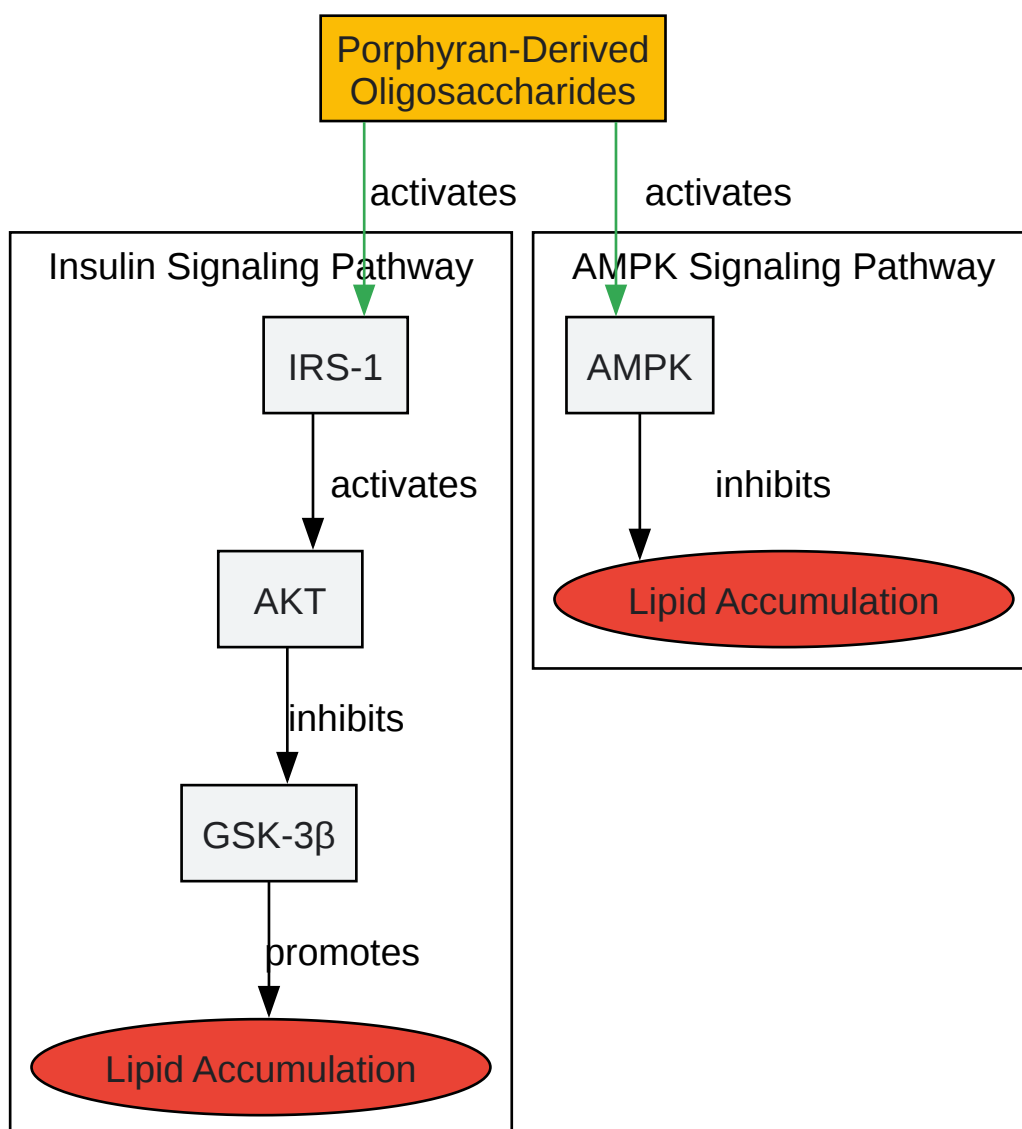 Porphyran-Derived
Oligosaccharides
activates
activates
Insulin Signaling Pathway
AMPK Signaling Pathway
IRS-1
AMPK
activates
inhibits
AKT
Lipid Accumulation
inhibits
GSK-3β
promotes
Lipid Accumulation